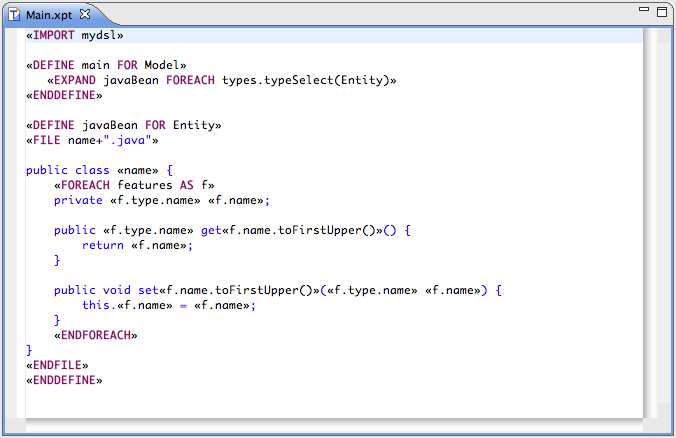 Main.xpt
«IMPORT mydsl»
«DEFINE main FOR Model»
«EXPAND javaBean FOREACH types.typeSelect(Entity)»
«ENDDEFINE»
«DEFINE javaBean FOR Entity»
«FILE name+".java"»
public class «name» {
«FOREACH features AS f»
private «f.type.name» «f.name»;
public «f.type.name» get«f.name.toFirstUpper()»() {
return «f.name»;
}
public void set«f.name.toFirstUpper()»(«f.type.name» «f.name») {
this.«f.name» = «f.name»;
}
«ENDFOREACH»
}
«ENDFILE»
«ENDDEFINE»